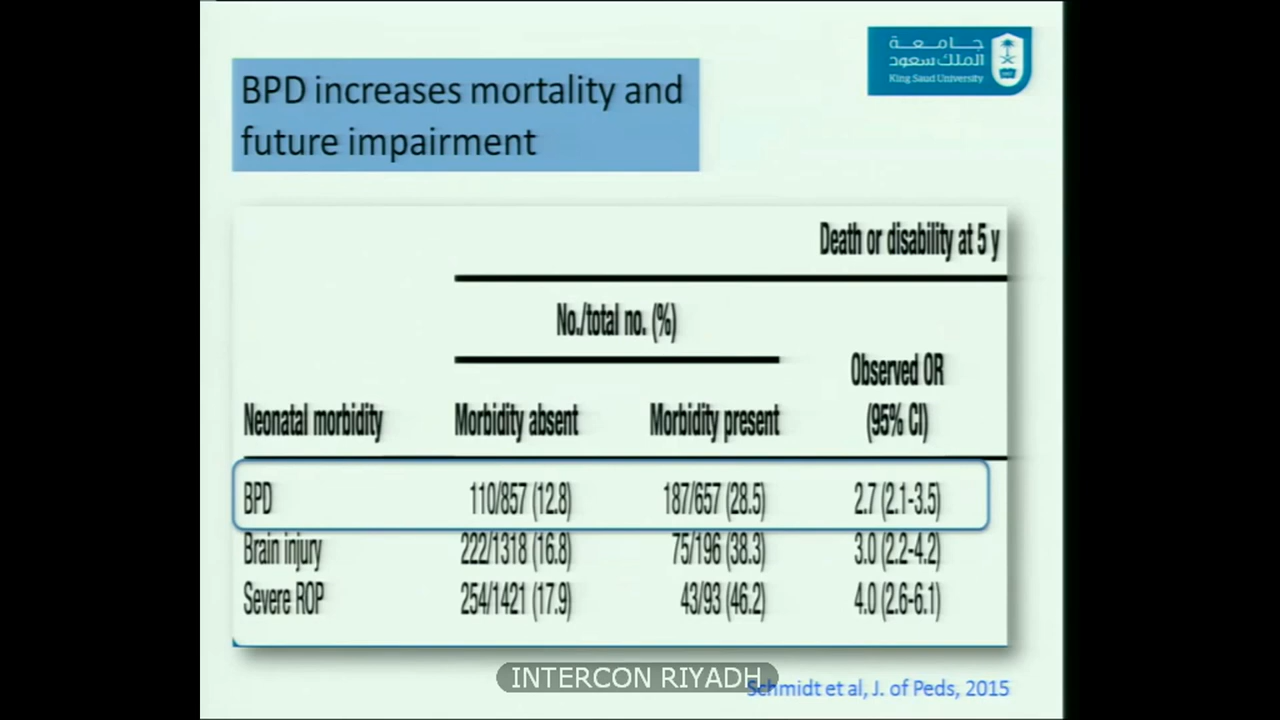 جامعة
الملك سعود
King Saud University
BPD increases mortality and
future impairment
Death or disability at 5 y
No./total no. (%)
Observed OR
Neonatal morbidity Morbidity absent Morbidity present (95% CI)
BPD 110/857 (12.8) 187/657 (28.5) 2.7 (2.1-3.5)
Brain injury 222/1318 (16.8) 75/196 (38.3) 3.0 (2.2-4.2)
Severe ROP 254/1421 (17.9) 43/93 (46.2) 4.0 (2.6-6.1)
INTERCON RIYADH
Schmidt et al, J. of Peds, 2015